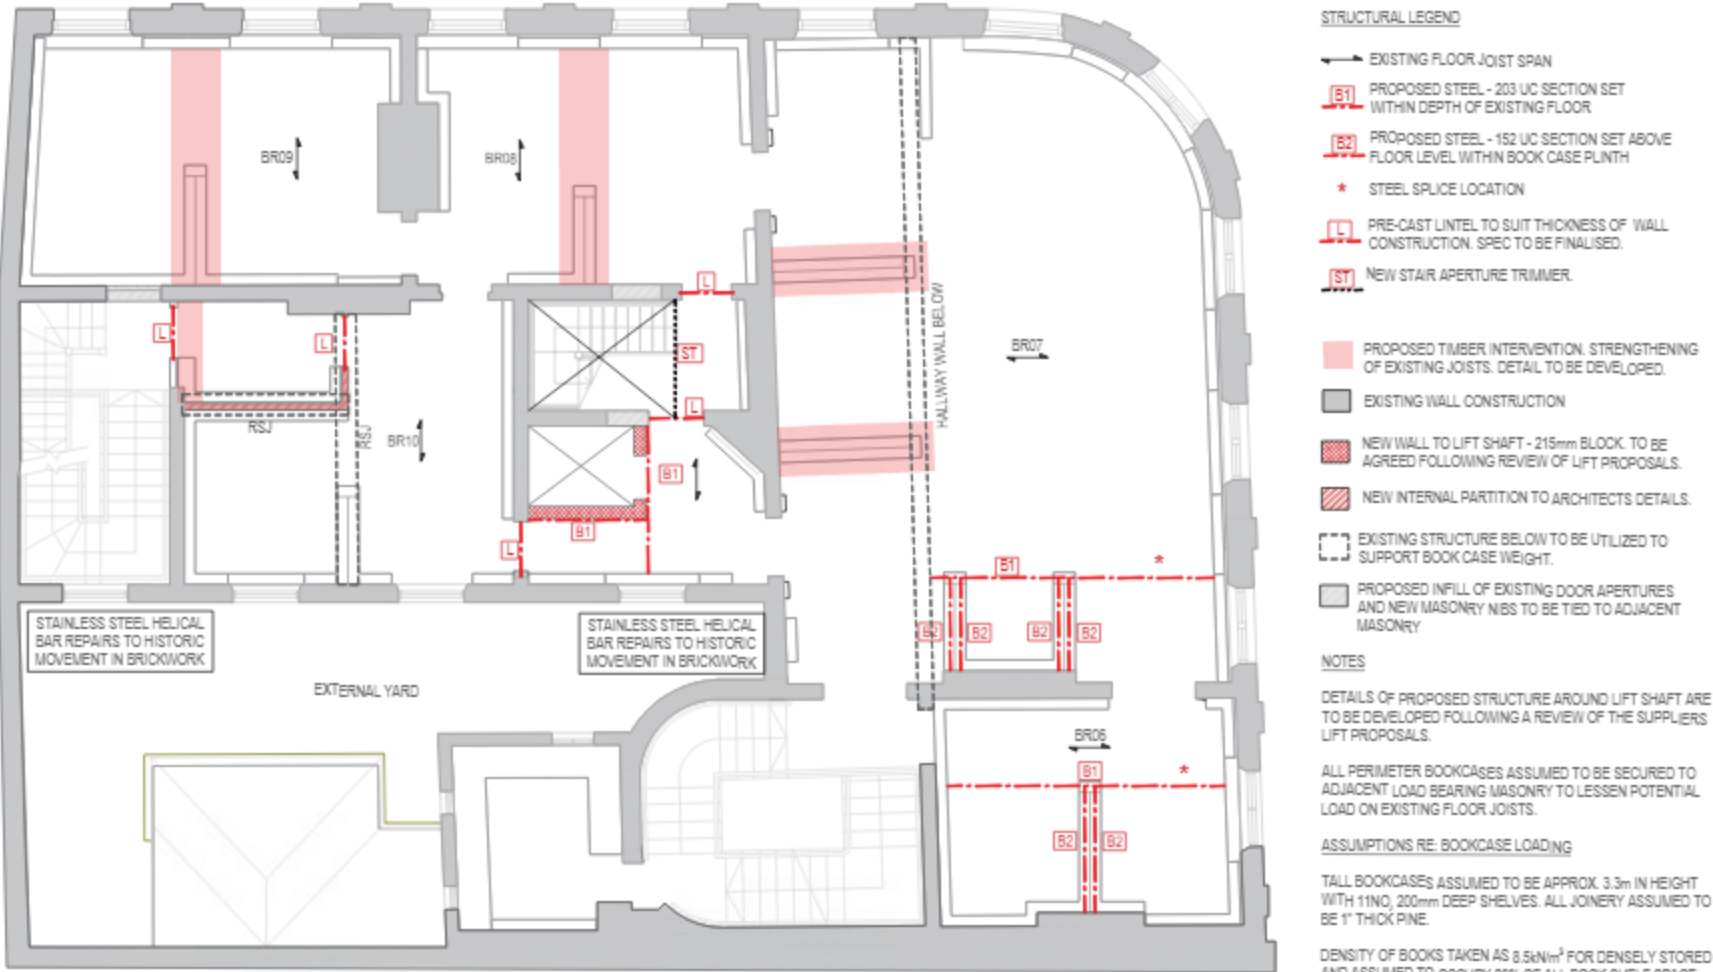 BR09
BR08
L
HALLWAY WALL BELOW
BR07
L
L
ST
L
RSJ
RSJ
BR10
B1
B1
L
B1
*
B2
B2
B2
B2
STAINLESS STEEL HELICAL
BAR REPAIRS TO HISTORIC
MOVEMENT IN BRICKWORK
STAINLESS STEEL HELICAL
BAR REPAIRS TO HISTORIC
MOVEMENT IN BRICKWORK
EXTERNAL YARD
BR06
B1
*
B2
B2
STRUCTURAL LEGEND
EXISTING FLOOR JOIST SPAN
B1
PROPOSED STEEL - 203 UC SECTION SET
WITHIN DEPTH OF EXISTING FLOOR
B2
PROPOSED STEEL - 152 UC SECTION SET ABOVE
FLOOR LEVEL WITHIN BOOK CASE PLINTH
* STEEL SPLICE LOCATION
L
PRE-CAST LINTEL TO SUIT THICKNESS OF WALL
CONSTRUCTION. SPEC TO BE FINALISED.
ST NEW STAIR APERTURE TRIMMER.
PROPOSED TIMBER INTERVENTION. STRENGTHENING
OF EXISTING JOISTS. DETAIL TO BE DEVELOPED.
EXISTING WALL CONSTRUCTION
NEW WALL TO LIFT SHAFT - 215mm BLOCK. TO BE
AGREED FOLLOWING REVIEW OF LIFT PROPOSALS.
NEW INTERNAL PARTITION TO ARCHITECTS DETAILS.
EXISTING STRUCTURE BELOW TO BE UTILIZED TO
SUPPORT BOOK CASE WEIGHT.
PROPOSED INFILL OF EXISTING DOOR APERTURES
AND NEW MASONRY NIBS TO BE TIED TO ADJACENT
MASONRY
NOTES
DETAILS OF PROPOSED STRUCTURE AROUND LIFT SHAFT ARE
TO BE DEVELOPED FOLLOWING A REVIEW OF THE SUPPLIERS
LIFT PROPOSALS.
ALL PERIMETER BOOKCASES ASSUMED TO BE SECURED TO
ADJACENT LOAD BEARING MASONRY TO LESSEN POTENTIAL
LOAD ON EXISTING FLOOR JOISTS.
ASSUMPTIONS RE: BOOKCASE LOADING
TALL BOOKCASES ASSUMED TO BE APPROX. 3.3m IN HEIGHT
WITH 11NO, 200mm DEEP SHELVES. ALL JOINERY ASSUMED TO
BE 1" THICK PINE.
DENSITY OF BOOKS TAKEN AS 8.5kN/m³ FOR DENSELY STORED